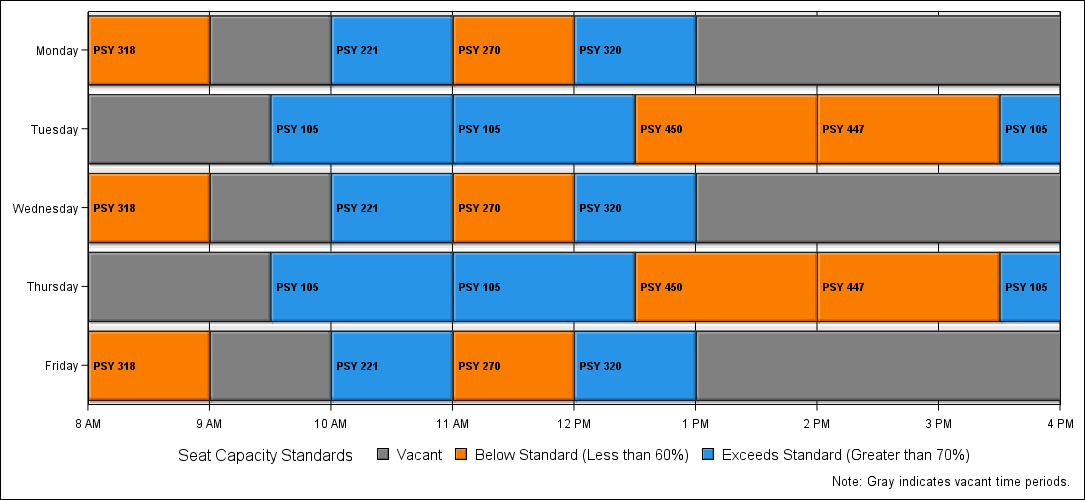 Monday PSY 318 PSY 221 PSY 270 PSY 320
Tuesday PSY 105 PSY 105 PSY 450 PSY 447 PSY 105
Wednesday PSY 318 PSY 221 PSY 270 PSY 320
Thursday PSY 105 PSY 105 PSY 450 PSY 447 PSY 105
Friday PSY 318 PSY 221 PSY 270 PSY 320
8 AM 9 AM 10 AM 11 AM 12 PM 1 PM 2 PM 3 PM 4 PM
Seat Capacity Standards Vacant Below Standard (Less than 60%) Exceeds Standard (Greater than 70%)
Note: Gray indicates vacant time periods.